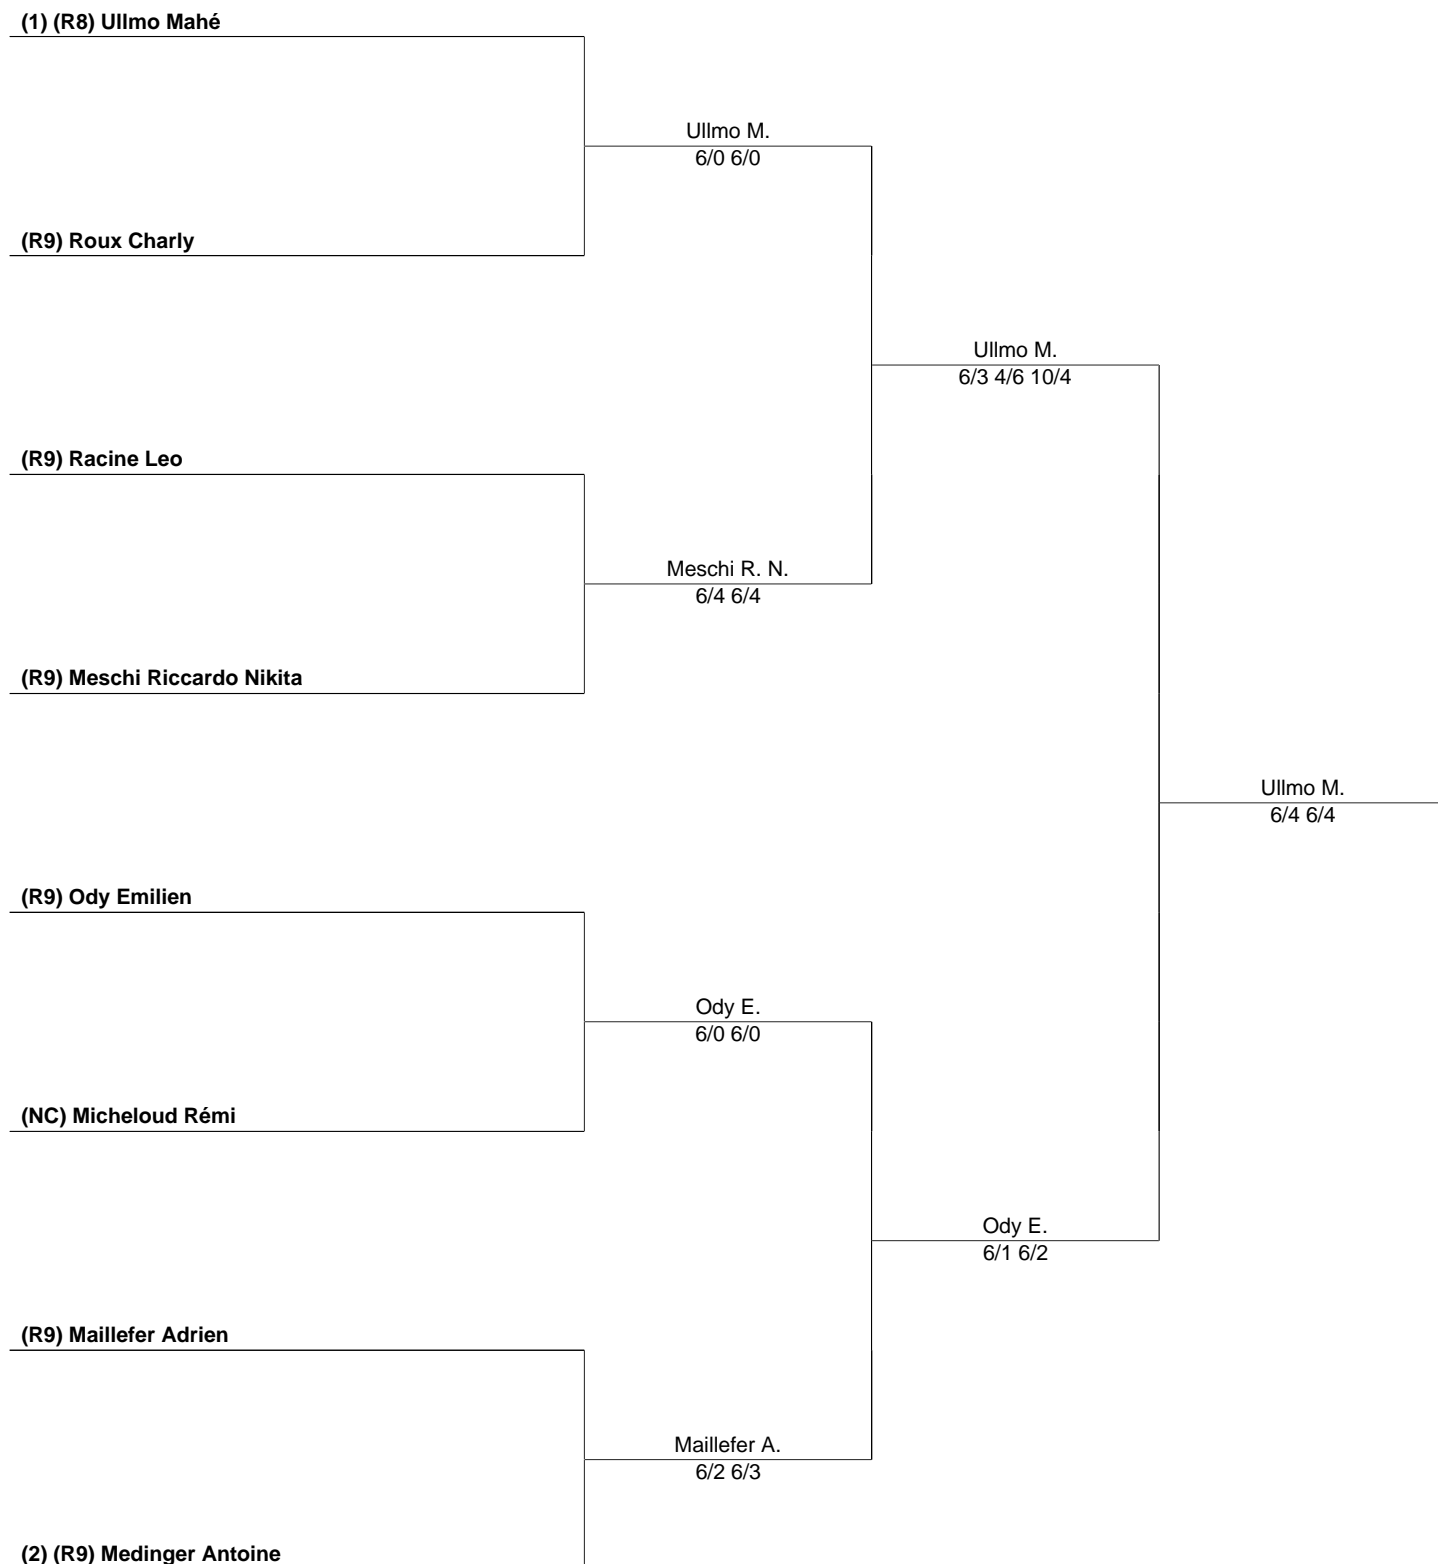 (1) (R8) Ullmo Mahé
Ullmo M.
6/0 6/0
(R9) Roux Charly
Ullmo M.
6/3 4/6 10/4
(R9) Racine Leo
Meschi R. N.
6/4 6/4
(R9) Meschi Riccardo Nikita
Ullmo M.
6/4 6/4
(R9) Ody Emilien
Ody E.
6/0 6/0
(NC) Micheloud Rémi
Ody E.
6/1 6/2
(R9) Maillefer Adrien
Maillefer A.
6/2 6/3
(2) (R9) Medinger Antoine